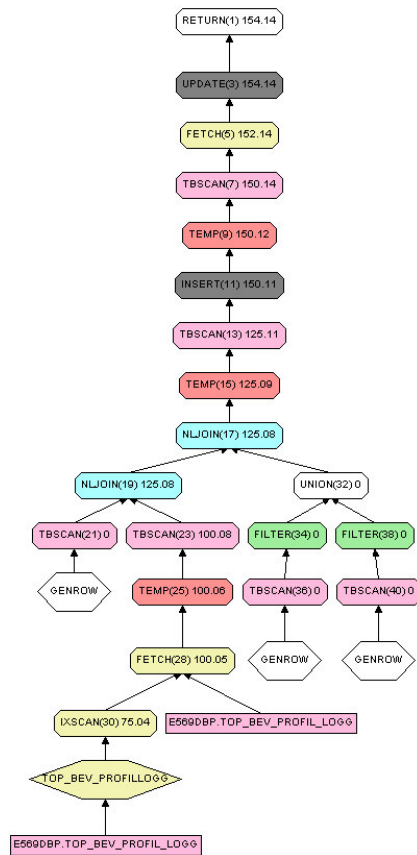 RETURN(1) 154.14
UPDATE(3) 154.14
FETCH(5) 152.14
TBSCAN(7) 150.14
TEMP(9) 150.12
INSERT(11) 150.11
TBSCAN(13) 125.11
TEMP(15) 125.09
NLJOIN(17) 125.08
NLJOIN(19) 125.08
UNION(32) 0
TBSCAN(21) 0
TBSCAN(23) 100.08
FILTER(34) 0
FILTER(38) 0
GENROW
TEMP(25) 100.06
TBSCAN(36) 0
TBSCAN(40) 0
FETCH(28) 100.05
GENROW
GENROW
IXSCAN(30) 75.04
E569DBP.TOP_BEV_PROFIL_LOGG
TOP_BEV_PROFILLOGG
E569DBP.TOP_BEV_PROFIL_LOGG